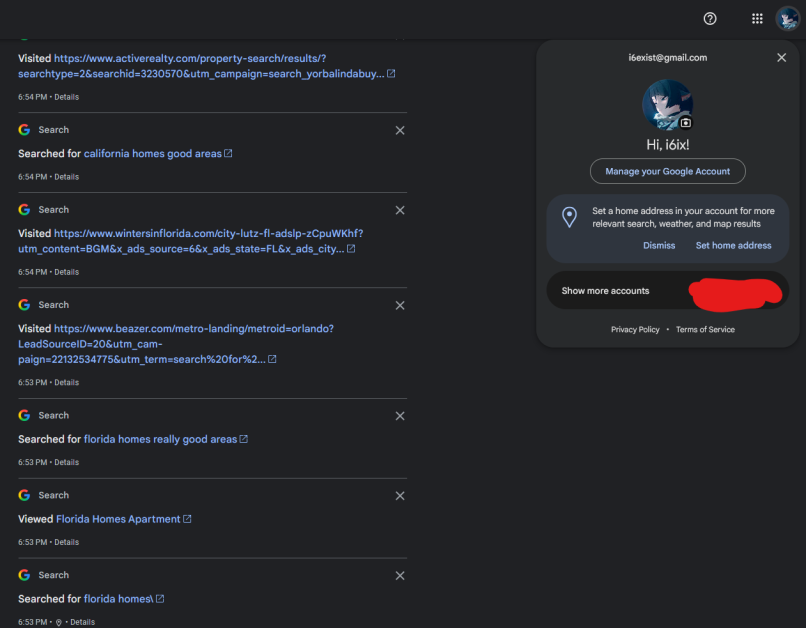 Visited https://www.activerealty.com/property-search/results/?
searchtype=2&searchid=3230570&utm_campaign=search_yorbalindabuy...
6:54 PM • Details
Search
Searched for california homes good areas
6:54 PM • Details
Search
Visited https://www.wintersinflorida.com/city-lutz-fl-adslp-zCpuWKhf?
utm_content=BGM&x_ads_source=6&x_ads_state=FL&x_ads_city...
6:54 PM • Details
Search
Visited https://www.beazer.com/metro-landing/metroid=orlando?
LeadSourceID=20&utm_cam-
paign=22132534775&utm_term=search%20for%2...
6:53 PM • Details
Search
Searched for florida homes really good areas
6:53 PM • Details
Search
Viewed Florida Homes Apartment
6:53 PM • Details
Search
Searched for florida homes\
6:53 PM • Details
i6exist@gmail.com
Hi, i6ix!
Manage your Google Account
Set a home address in your account for more
relevant search, weather, and map results
Dismiss Set home address
Show more accounts
Privacy Policy • Terms of Service